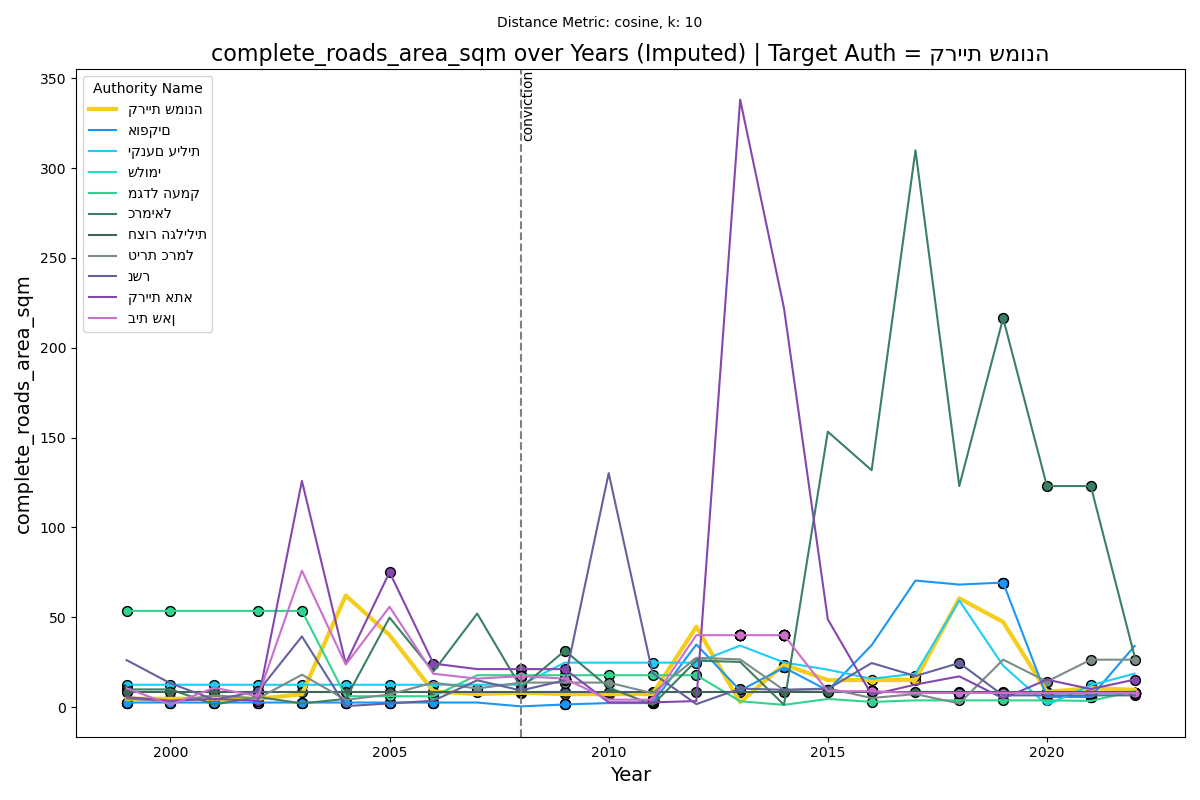 Distance Metric: cosine, k: 10
complete_roads_area_sqm over Years (Imputed) | Target Auth = קריית שמונה
350
300
250
200
150
100
50
0
complete_roads_area_sqm
Authority Name
קריית שמונה
אופקים
יקנעם עילית
שלומי
מגדל העמק
כרמיאל
חצור הגלילית
טירת כרמל
נשר
קריית אתא
בית שאן
conviction
2000
2005
2010
2015
2020
Year